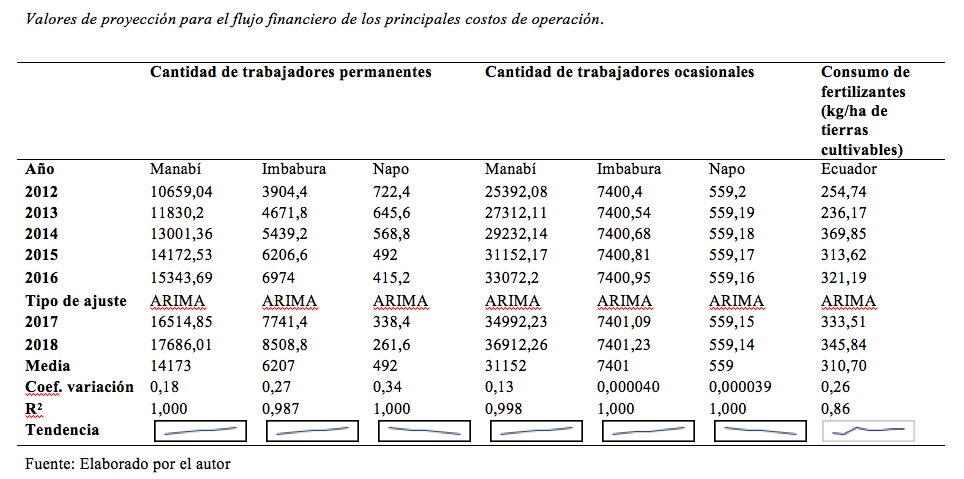 Valores de proyección para el flujo financiero de los principales costos de operación.
Cantidad de trabajadores permanentes Cantidad de trabajadores ocasionales Consumo de
fertilizantes
(kg/ha de
tierras
cultivables)
Año Manabí Imbabura Napo Manabí Imbabura Napo Ecuador
2012 10659,04 3904,4 722,4 25392,08 7400,4 559,2 254,74
2013 11830,2 4671,8 645,6 27312,11 7400,54 559,19 236,17
2014 13001,36 5439,2 568,8 29232,14 7400,68 559,18 369,85
2015 14172,53 6206,6 492 31152,17 7400,81 559,17 313,62
2016 15343,69 6974 415,2 33072,2 7400,95 559,16 321,19
Tipo de ajuste ARIMA ARIMA ARIMA ARIMA ARIMA ARIMA ARIMA
2017 16514,85 7741,4 338,4 34992,23 7401,09 559,15 333,51
2018 17686,01 8508,8 261,6 36912,26 7401,23 559,14 345,84
Media 14173 6207 492 31152 7401 559 310,70
Coef. variación 0,18 0,27 0,34 0,13 0,000040 0,000039 0,26
R² 1,000 0,987 1,000 0,998 1,000 1,000 0,86
Tendencia
Fuente: Elaborado por el autor